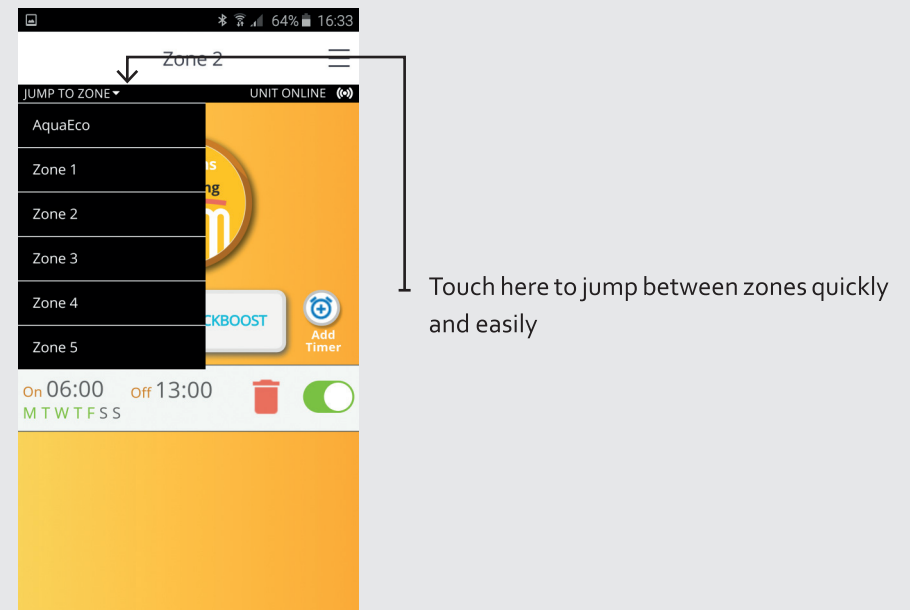 64% 16:33
Zone 2
JUMP TO ZONE
UNIT ONLINE
AquaEco
Zone 1
Zone 2
Zone 3
Zone 4
Zone 5
Add
Timer
On 06:00 Off 13:00
M T W T F S S
Touch here to jump between zones quickly
and easily